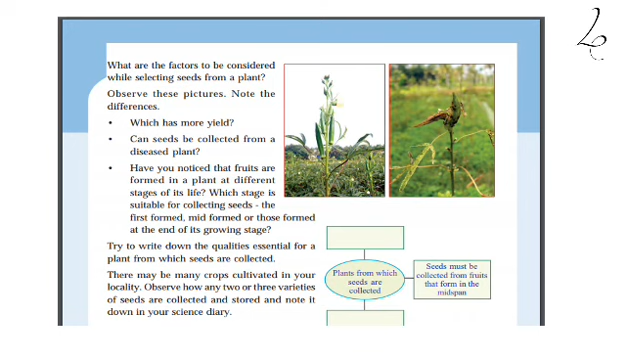 What are the factors to be considered
while selecting seeds from a plant?
Observe these pictures. Note the
differences.
• Which has more yield?
• Can seeds be collected from a
diseased plant?
• Have you noticed that fruits are
formed in a plant at different
stages of its life? Which stage is
suitable for collecting seeds - the
first formed, mid formed or those formed
at the end of its growing stage?
Try to write down the qualities essential for a
plant from which seeds are collected.
There may be many crops cultivated in your
locality. Observe how any two or three varieties
of seeds are collected and stored and note it
down in your science diary.
Plants from which
seeds are
collected
Seeds must be
collected from fruits
that form in the
midspan